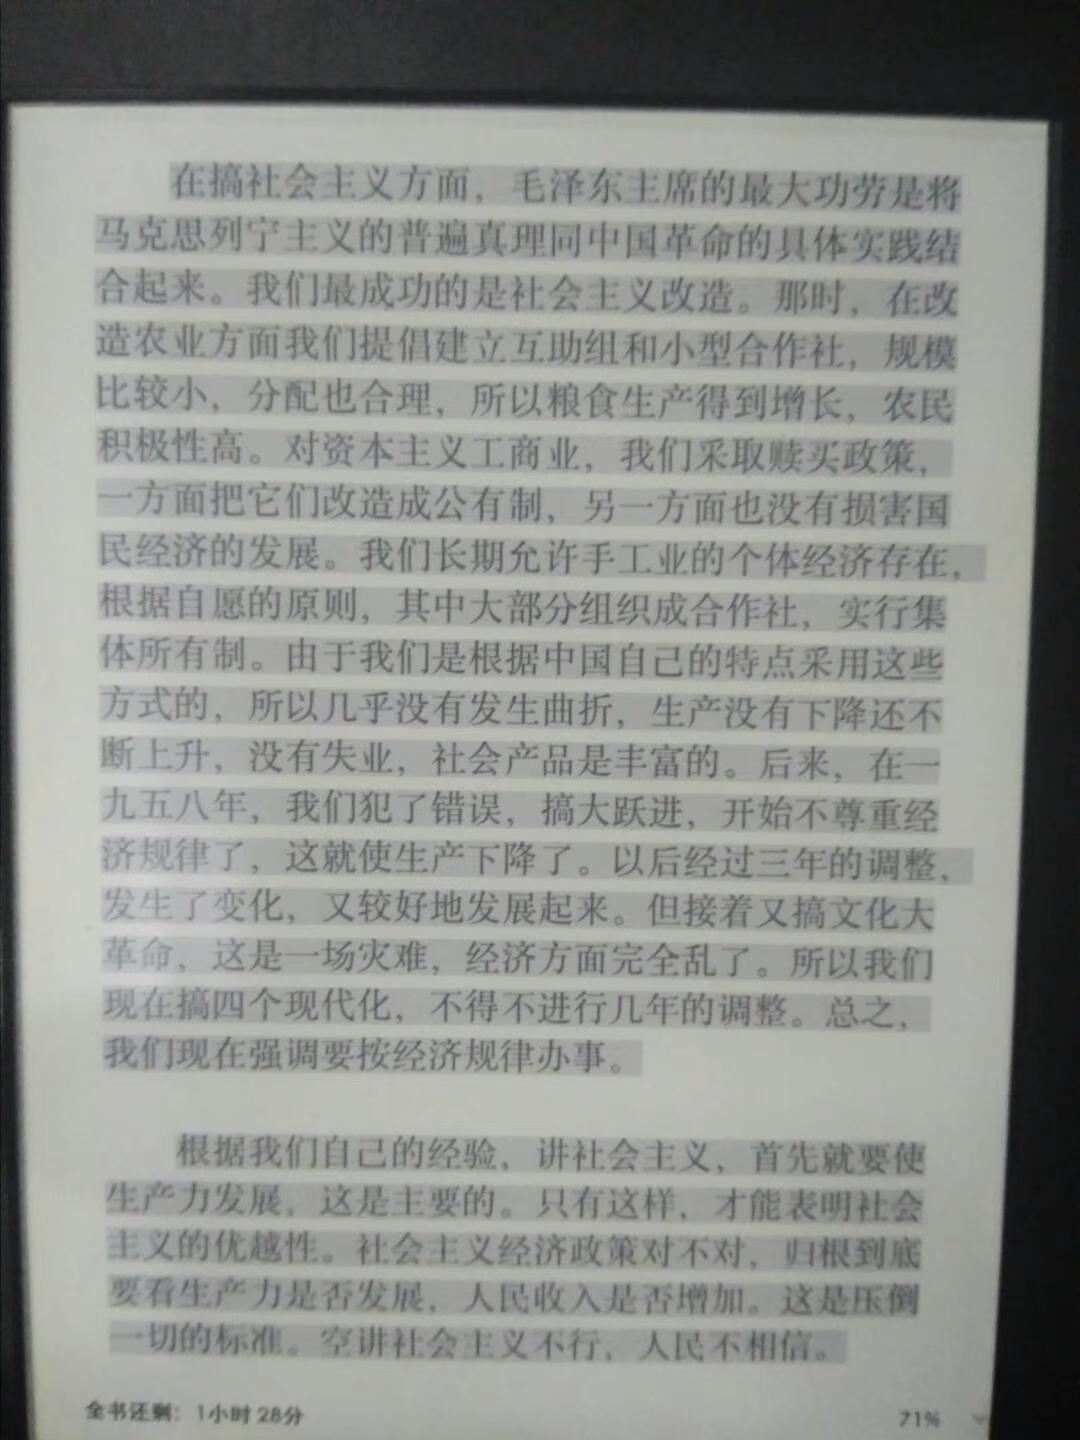 在搞社会主义方面，毛泽东主席的最大功劳是将
马克思列宁主义的普遍真理同中国革命的具体实践结
合起来。我们最成功的是社会主义改造。那时，在改
造农业方面我们提倡建立互助组和小型合作社，规模
比较小，分配也合理，所以粮食生产得到增长，农民
积极性高。对资本主义工商业，我们采取赎买政策，
一方面把它们改造成公有制，另一方面也没有损害国
民经济的发展。我们长期允许手工业的个体经济存在，
根据自愿的原则，其中大部分组织成合作社，实行集
体所有制。由于我们是根据中国自己的特点采用这些
方式的，所以几乎没有发生曲折，生产没有下降还不
断上升，没有失业，社会产品是丰富的。后来，在一
九五八年，我们犯了错误，搞大跃进，开始不尊重经
济规律了，这就使生产下降了。以后经过三年的调整，
发生了变化，又较好地发展起来。但接着又搞文化大
革命，这是一场灾难，经济方面完全乱了。所以我们
现在搞四个现代化，不得不进行几年的调整。总之，
我们现在强调要按经济规律办事。
根据我们自己的经验，讲社会主义，首先就要使
生产力发展，这是主要的。只有这样，才能表明社会
主义的优越性。社会主义经济政策对不对，归根到底
要看生产力是否发展，人民收入是否增加。这是压倒
一切的标准。空讲社会主义不行，人民不相信。
全书还剩：1小时28分 71%